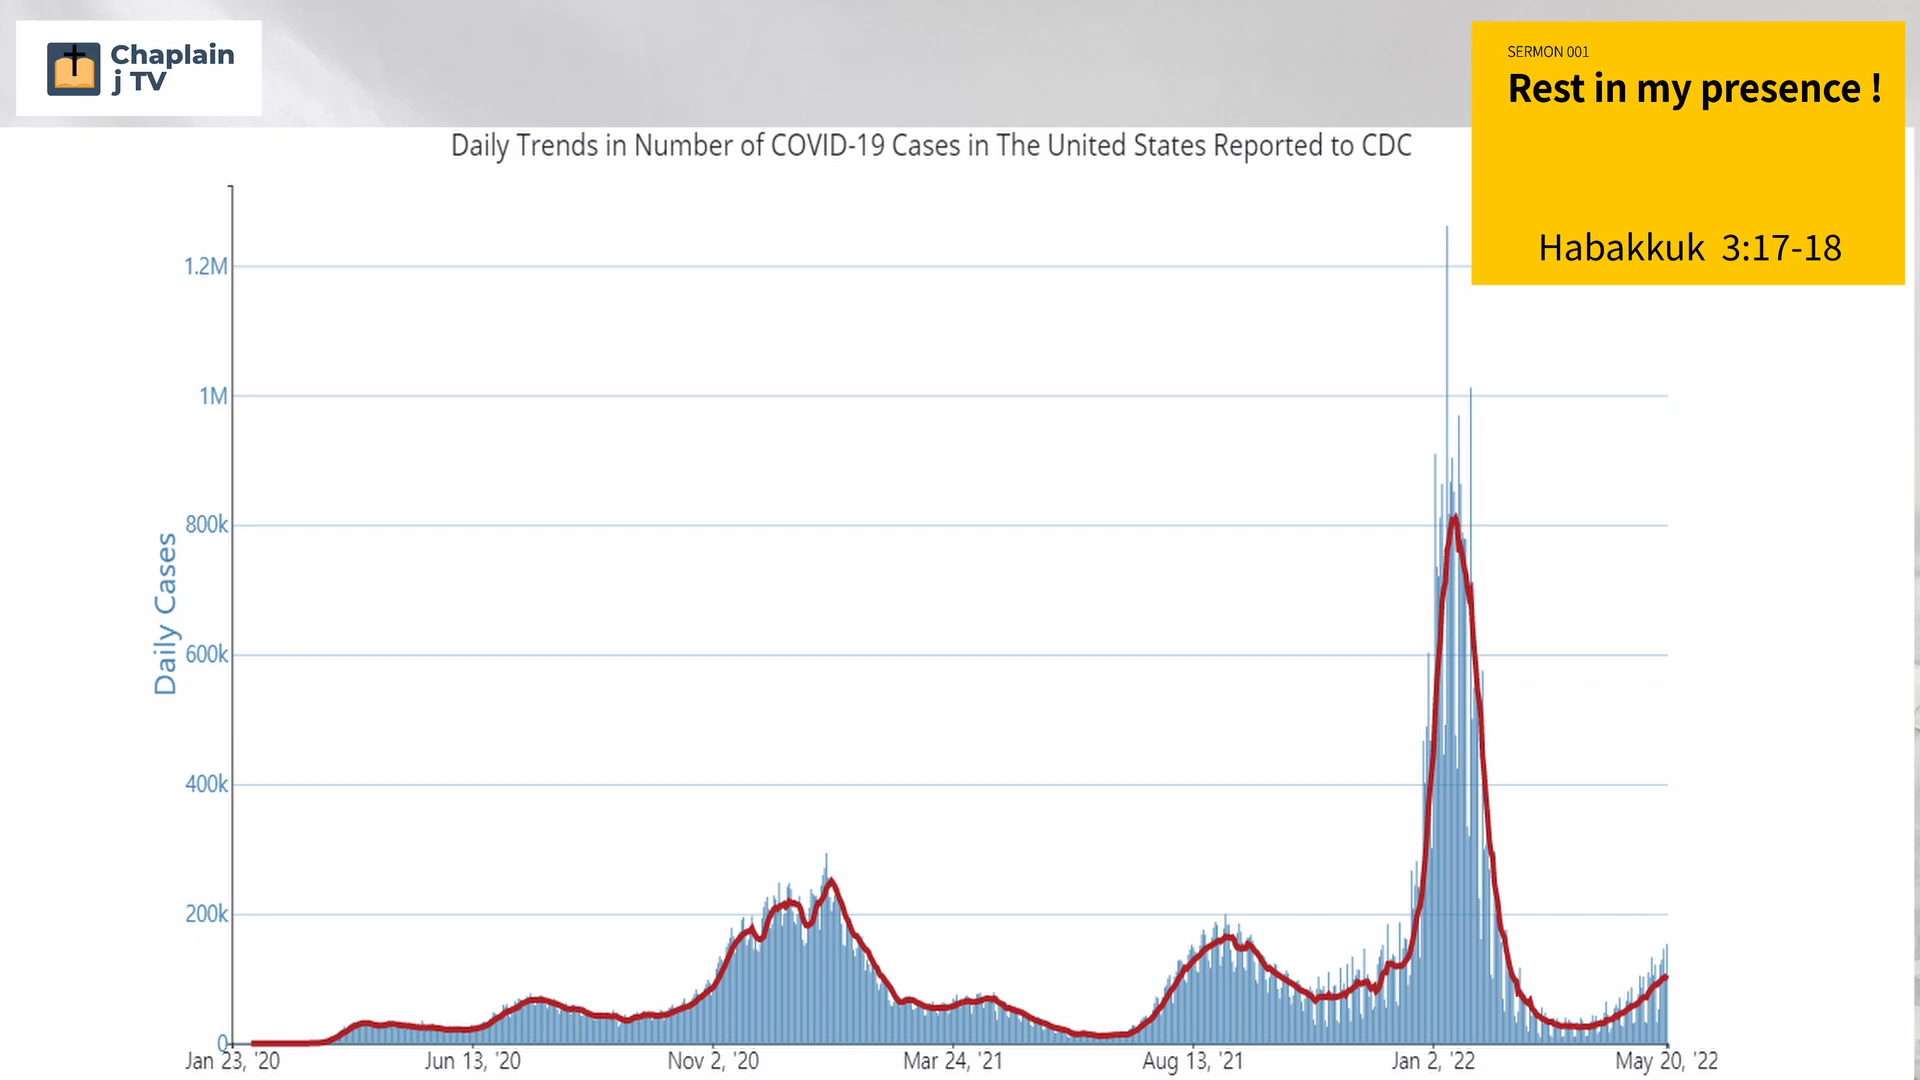 Chaplain
j TV
SERMON 001
Rest in my presence !
Habakkuk 3:17-18
Daily Trends in Number of COVID-19 Cases in The United States Reported to CDC
Daily Cases
1.2M
1M
800k
600k
400k
200k
0
Jan 23, '20
Jun 13, '20
Nov 2, '20
Mar 24, '21
Aug 13, '21
Jan 2, '22
May 20, '22